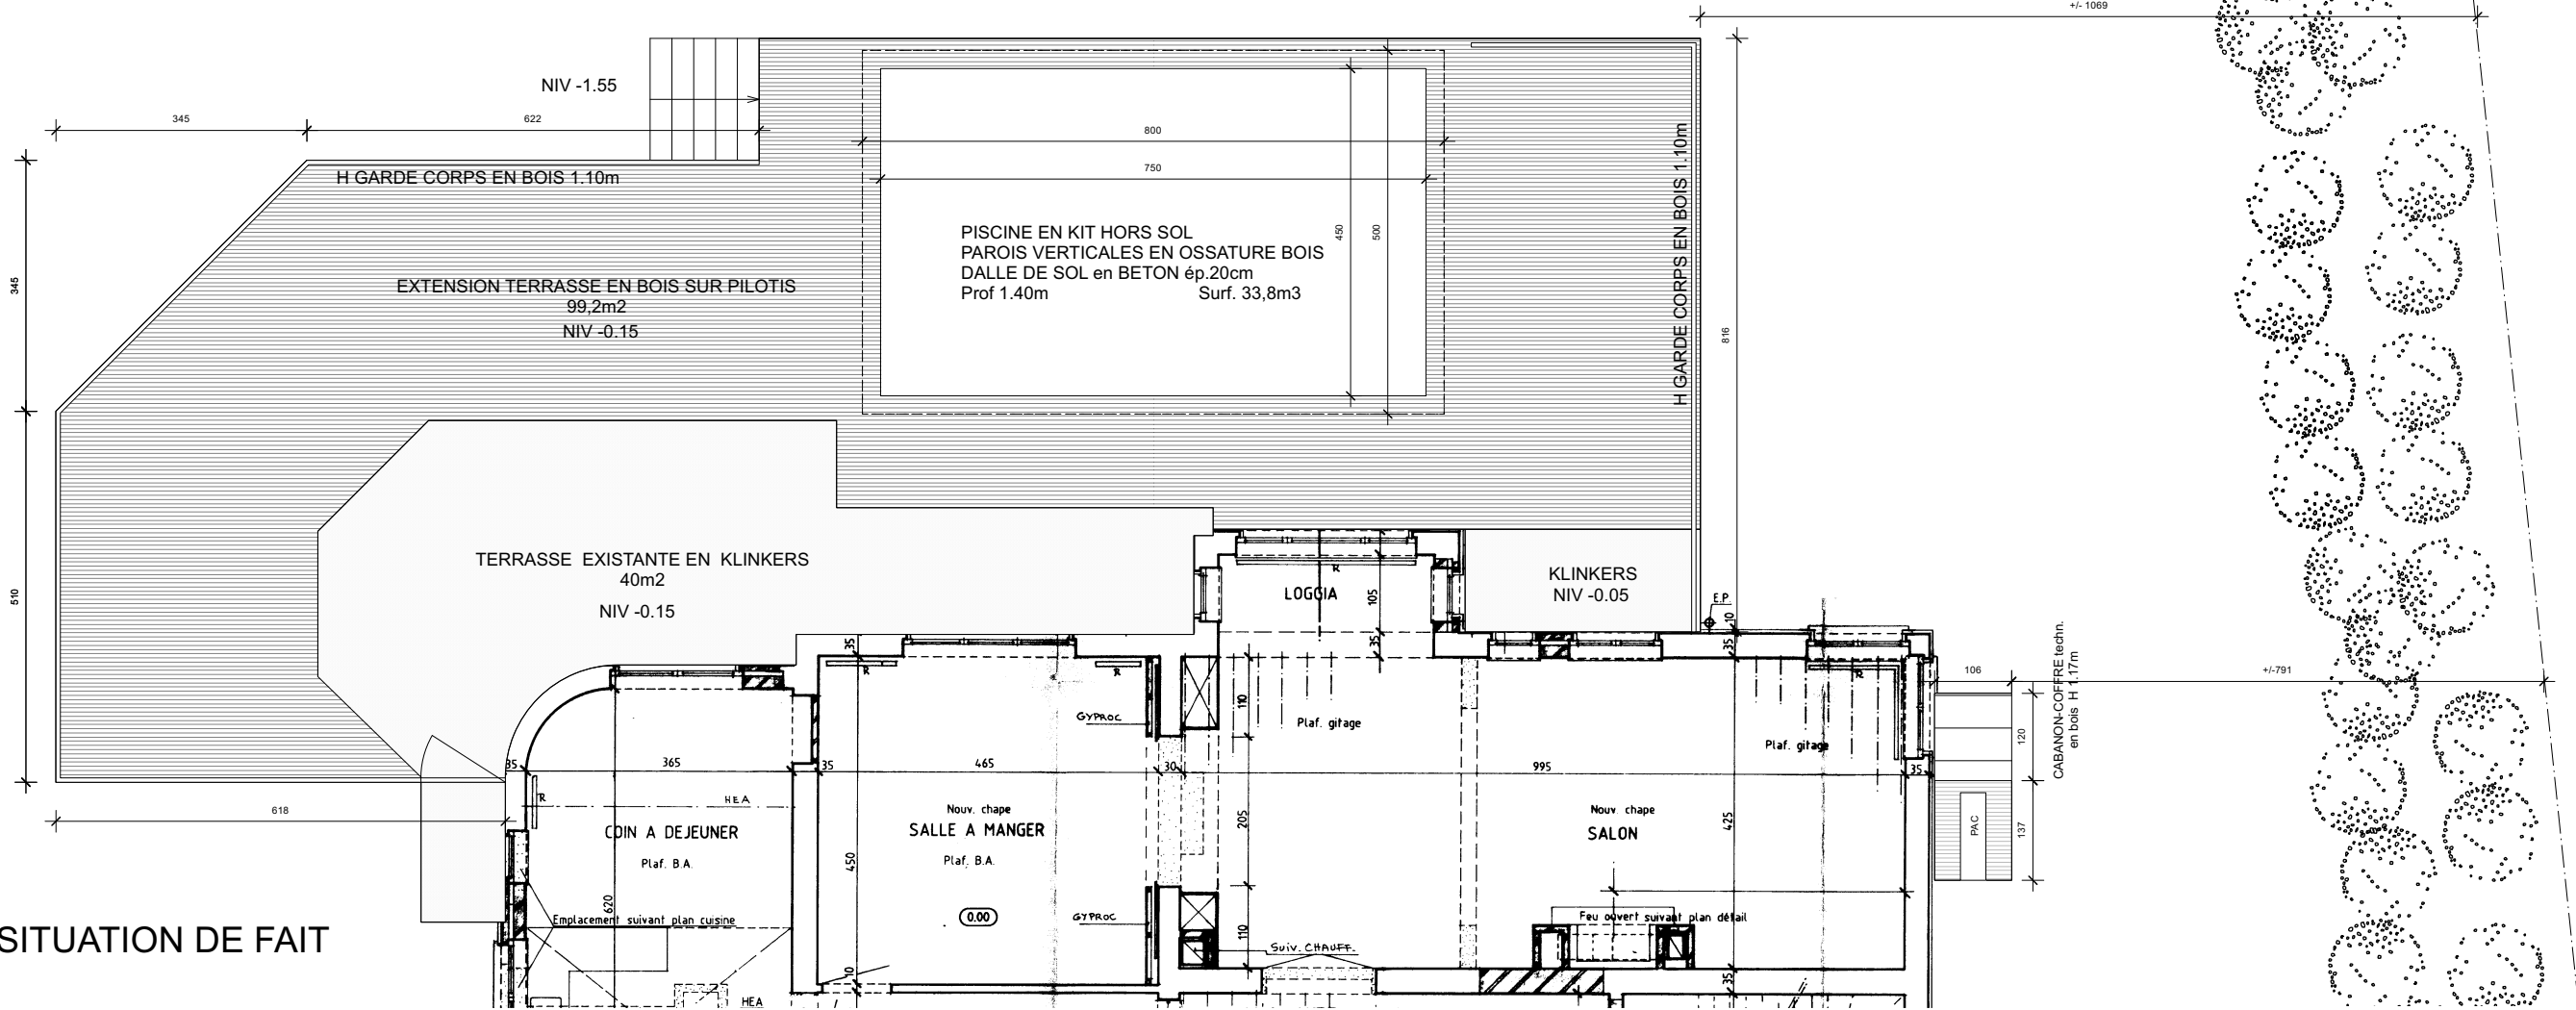 +/- 1069
NIV -1.55
345
622
800
750
H GARDE CORPS EN BOIS 1.10m
H GARDE CORPS EN BOIS 1.10m
PISCINE EN KIT HORS SOL
PAROIS VERTICALES EN OSSATURE BOIS
DALLE DE SOL en BETON ép.20cm
Prof 1.40m Surf. 33,8m3
450
500
345
EXTENSION TERRASSE EN BOIS SUR PILOTIS
99,2m2
NIV -0.15
816
510
TERRASSE EXISTANTE EN KLINKERS
40m2
NIV -0.15
R
LOGGIA
105
35
KLINKERS
NIV -0.05
E.P.
10
35
35
R
R
R
GYPROC
110
Plaf. gitage
Plaf. gitage
106
+/-791
CABANON-COFFRE techn.
en bois H 1.17m
120
35
365
35
465
30
995
35
618
R
HEA
COIN A DEJEUNER
Plaf. B.A.
Nouv. chape
SALLE A MANGER
Plaf. B.A.
450
205
Nouv. chape
SALON
425
PAC
137
620
Emplacement suivant plan cuisine
0.00
GYPROC
110
Suiv. CHAUFF.
Feu ouvert suivant plan détail
SITUATION DE FAIT
10
35
HEA